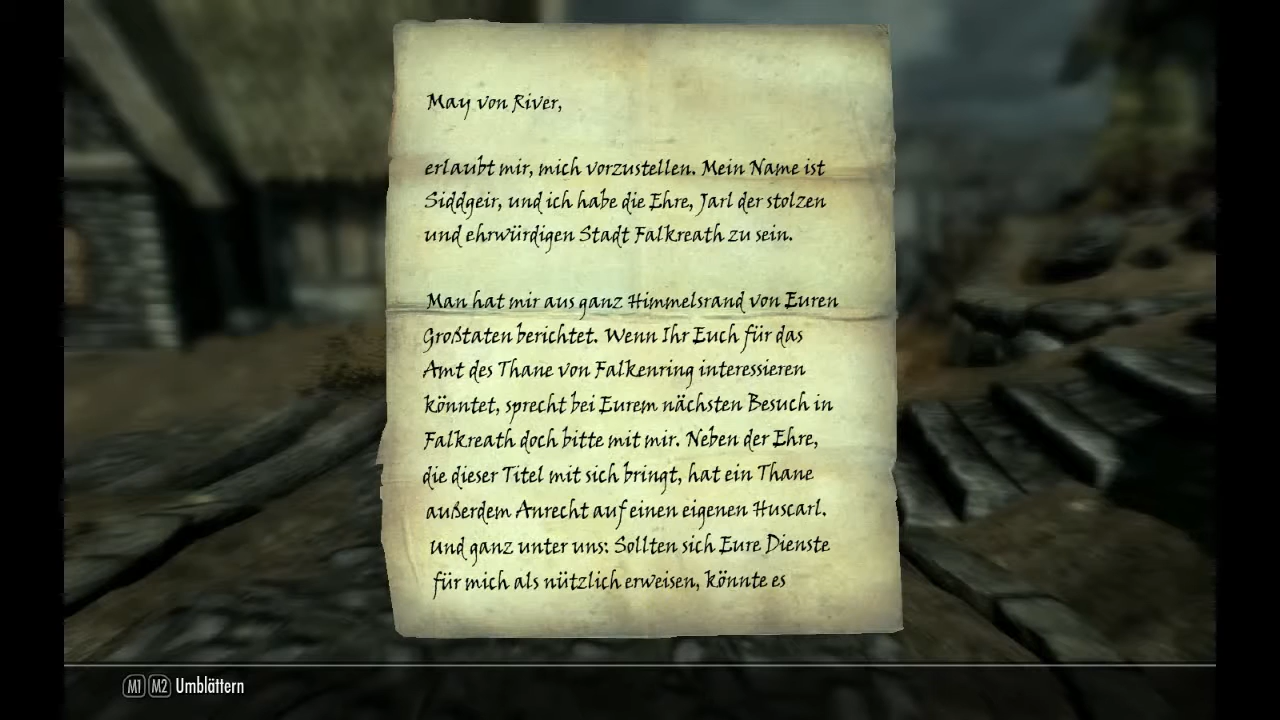 May von River,
erlaubt mir, mich vorzustellen. Mein Name ist
Siddgeir, und ich habe die Ehre, Jarl der stolzen
und ehrwürdigen Stadt Falkreath zu sein.
Man hat mir aus ganz Himmelsrand von Euren
Großtaten berichtet. Wenn Ihr Euch für das
Amt des Thane von Falkenring interessieren
könntet, sprecht bei Eurem nächsten Besuch in
Falkreath doch bitte mit mir. Neben der Ehre,
die dieser Titel mit sich bringt, hat ein Thane
außerdem Anrecht auf einen eigenen Huscarl.
Und ganz unter uns: Sollten sich Eure Dienste
für mich als nützlich erweisen, könnte es
M1 M2 Umblättern